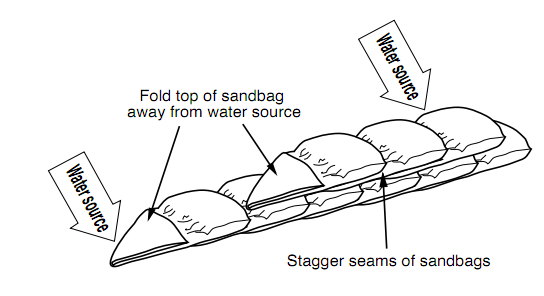 Water source
Fold top of sandbag
away from water source
Water source
Stagger seams of sandbags